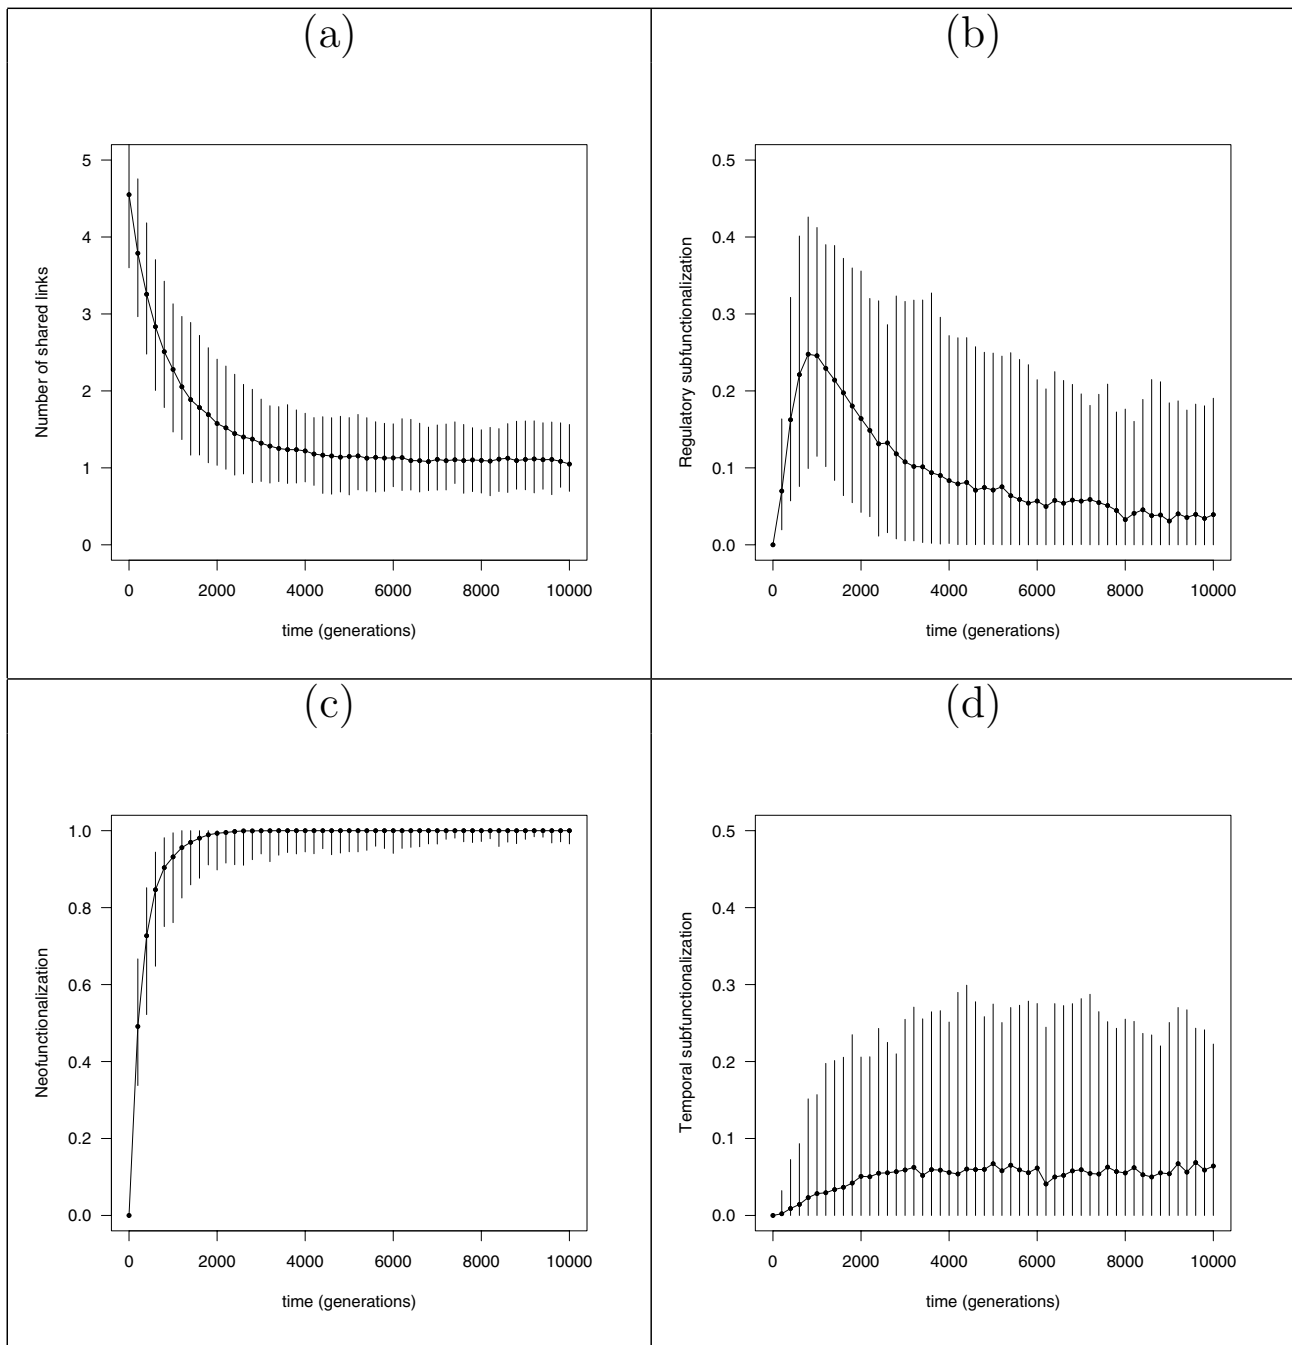 (a)
5
4
3
2
1
0
Number of shared links
0 2000 4000 6000 8000 10000
time (generations)
(b)
0.5
0.4
0.3
0.2
0.1
0.0
Regulatory subfunctionalization
0 2000 4000 6000 8000 10000
time (generations)
(c)
1.0
0.8
0.6
0.4
0.2
0.0
Neofunctionalization
0 2000 4000 6000 8000 10000
time (generations)
(d)
0.5
0.4
0.3
0.2
0.1
0.0
Temporal subfunctionalization
0 2000 4000 6000 8000 10000
time (generations)